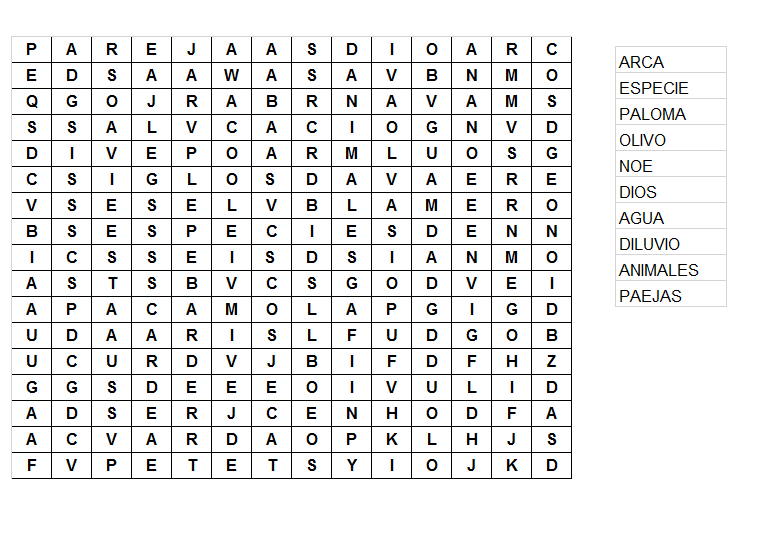 P A R E J A A S D I O A R C
E D S A A W A S A V B N M O
Q G O J R A B R N A V A M S
S S A L V C A C I O G N V D
D I V E P O A R M L U O S G
C S I G L O S D A V A E R E
V S E S E L V B L A M E R O
B S E S P E C I E S D E N N
I C S S E I S D S I A N M O
A S T S B V C S G O D V E I
A P A C A M O L A P G I G D
U D A A R I S L F U D G O B
U C U R D V J B I F D F H Z
G G S D E E E O I V U L I D
A D S E R J C E N H O D F A
A C V A R D A O P K L H J S
F V P E T E T S Y I O J K D
ARCA
ESPECIE
PALOMA
OLIVO
NOE
DIOS
AGUA
DILUVIO
ANIMALES
PAEJAS